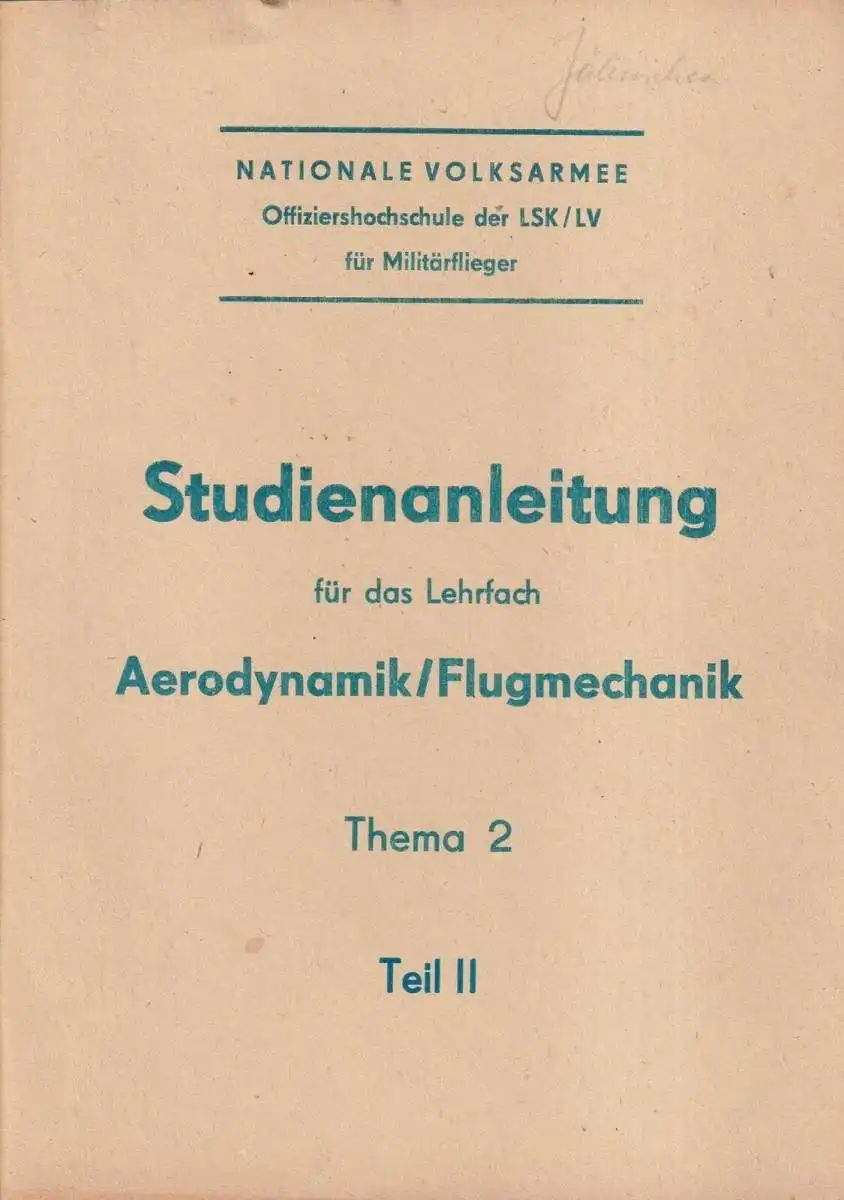 NATIONALE VOLKSARMEE
Offiziershochschule der LSK/LV
für Militärflieger
Studienanleitung
für das Lehrfach
Aerodynamik/Flugmechanik
Thema 2
Teil II